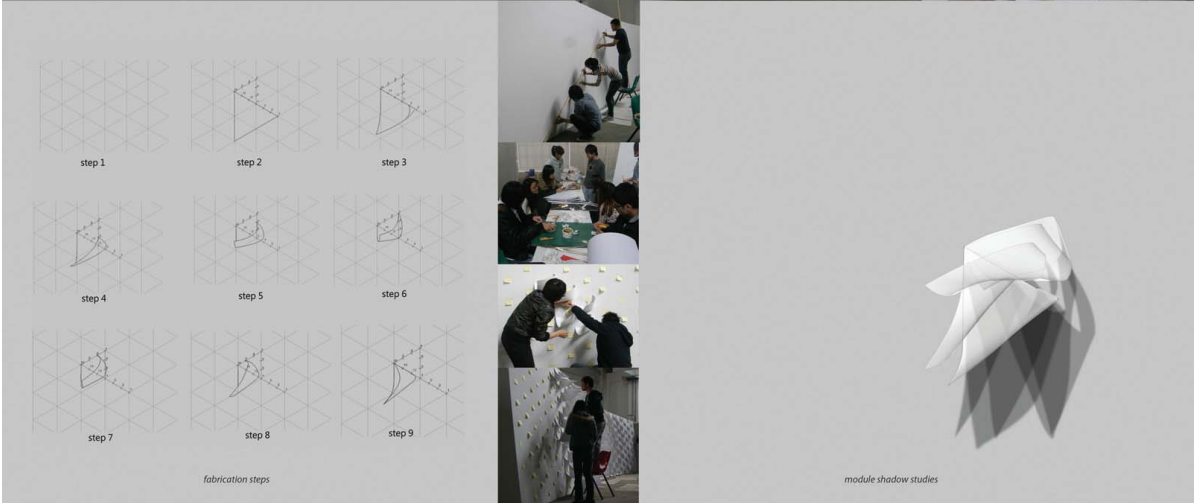 step 1
step 2
step 3
step 4
step 5
step 6
step 7
step 8
step 9
fabrication steps
module shadow studies